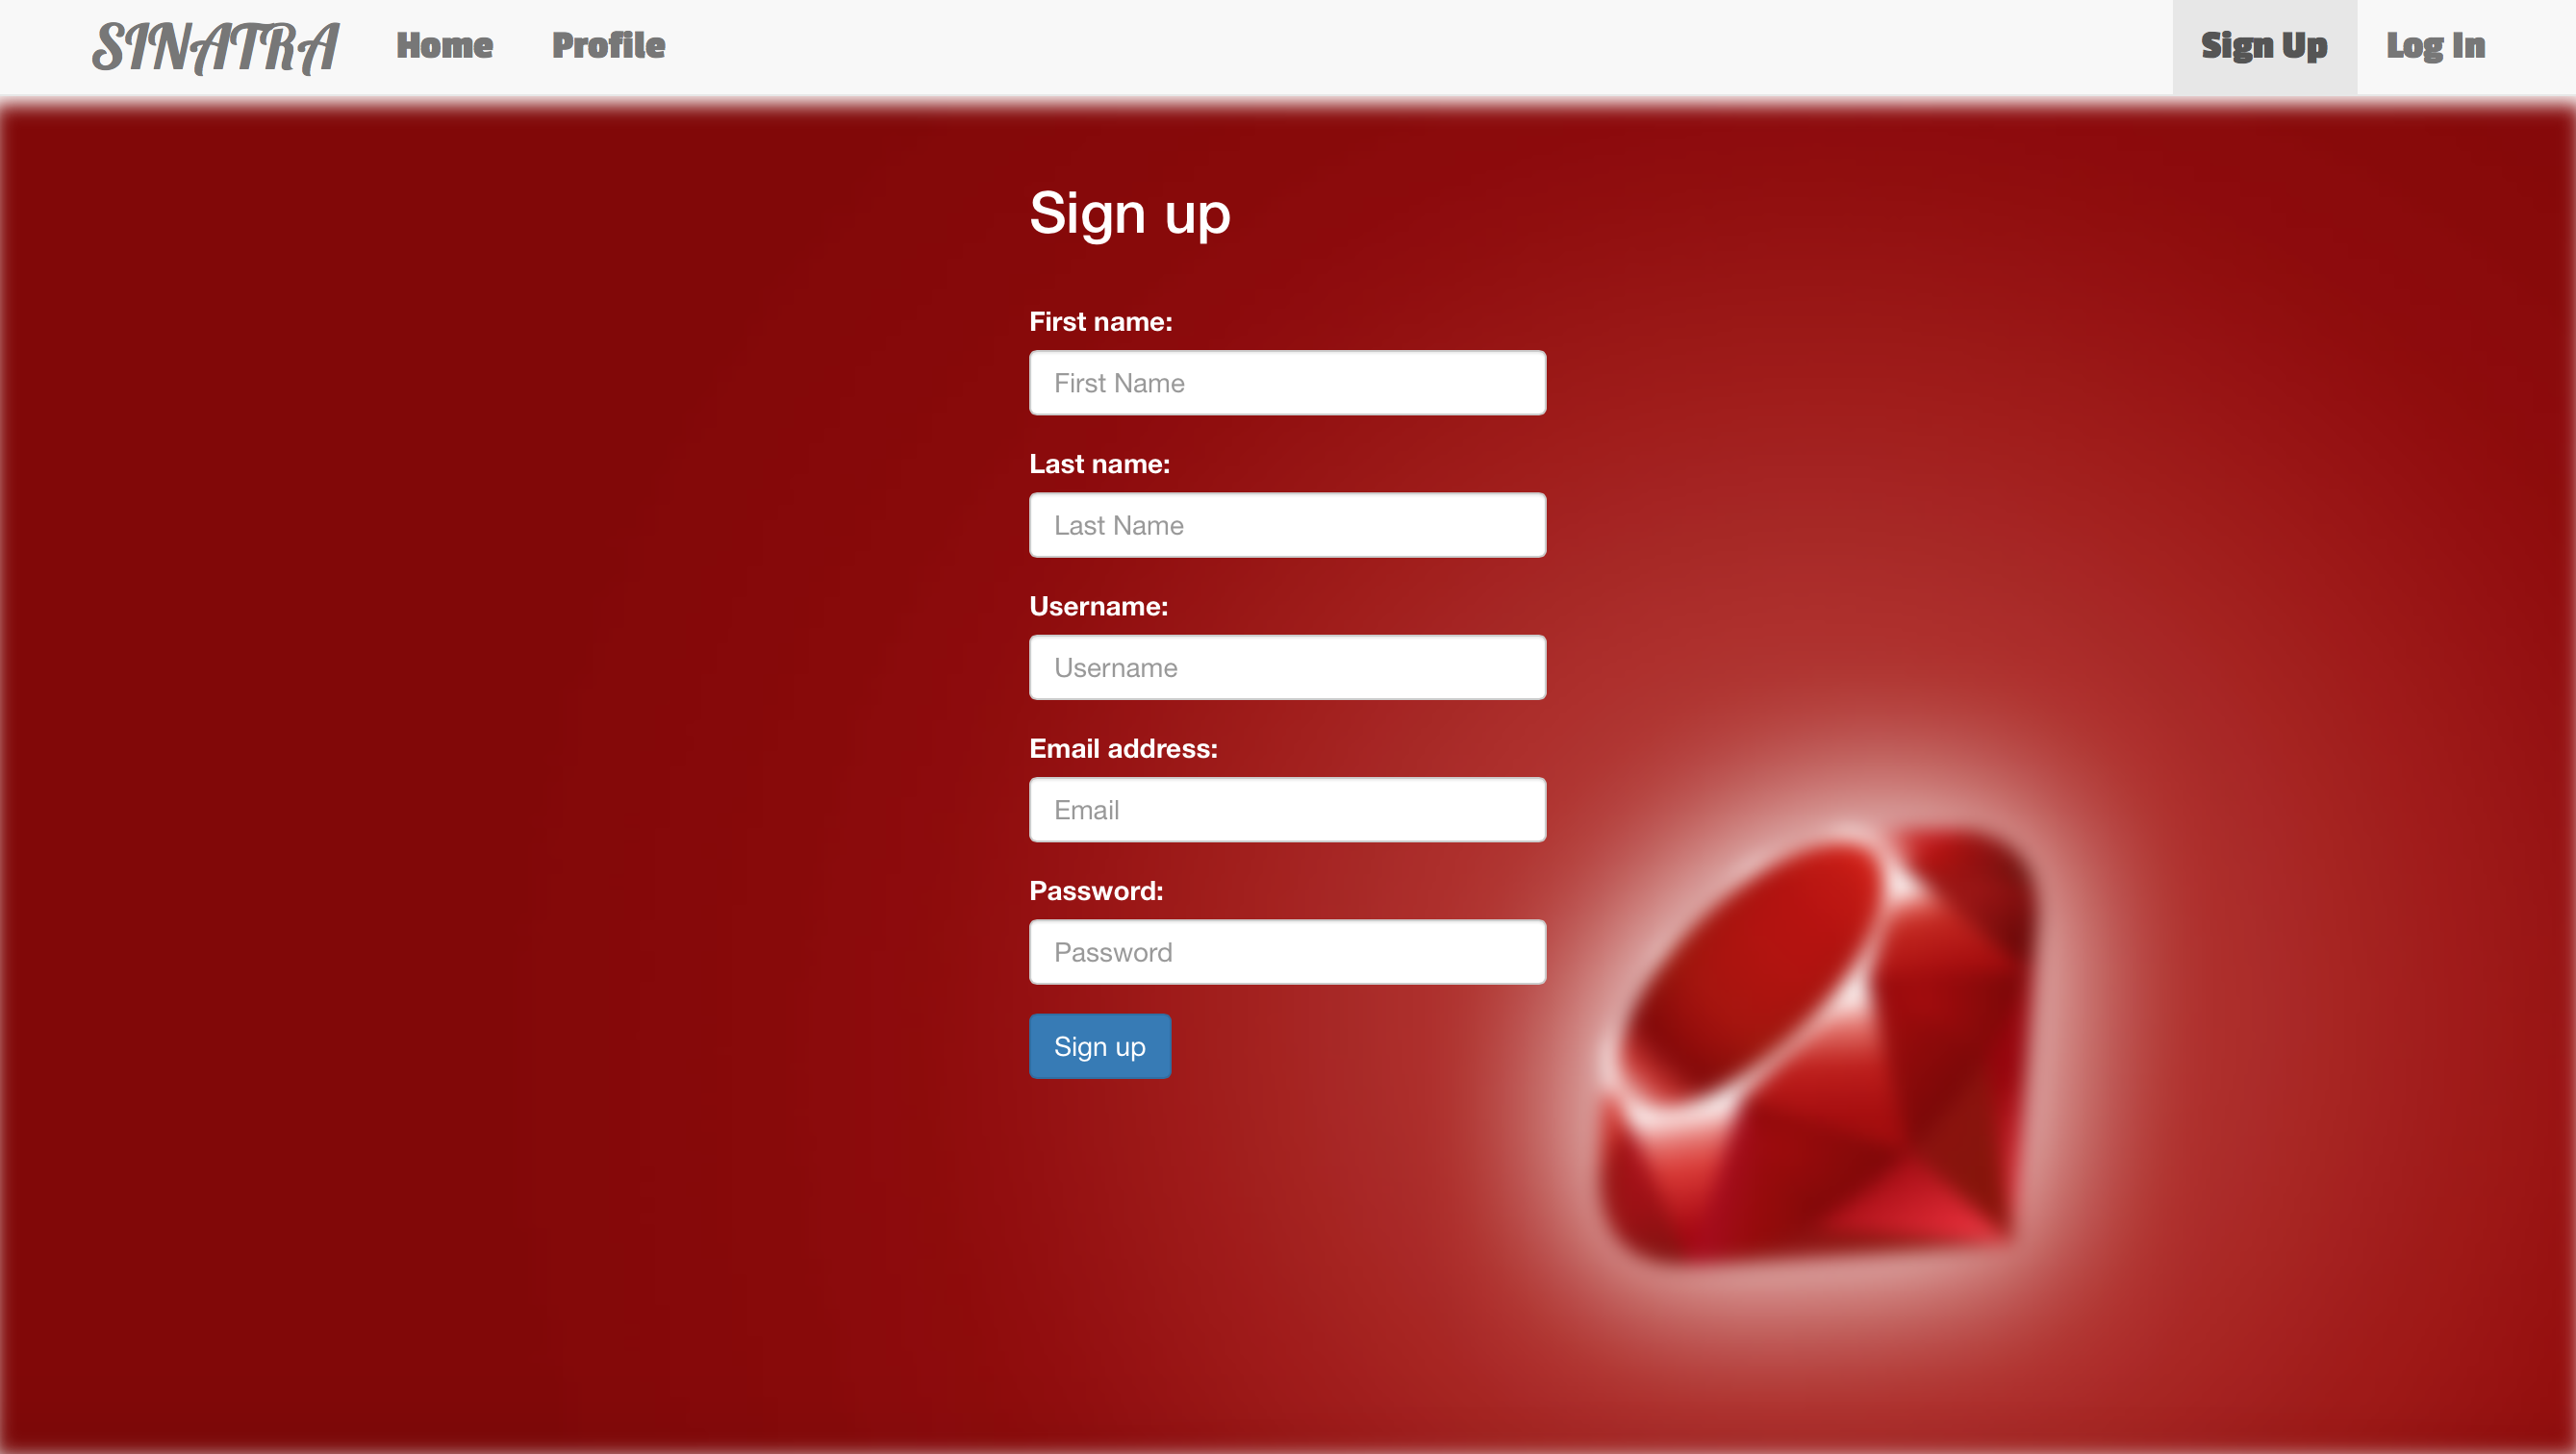 SINATRA Home Profile Sign Up Log In
Sign up
First name:
First Name
Last name:
Last Name
Username:
Username
Email address:
Email
Password:
Password
Sign up